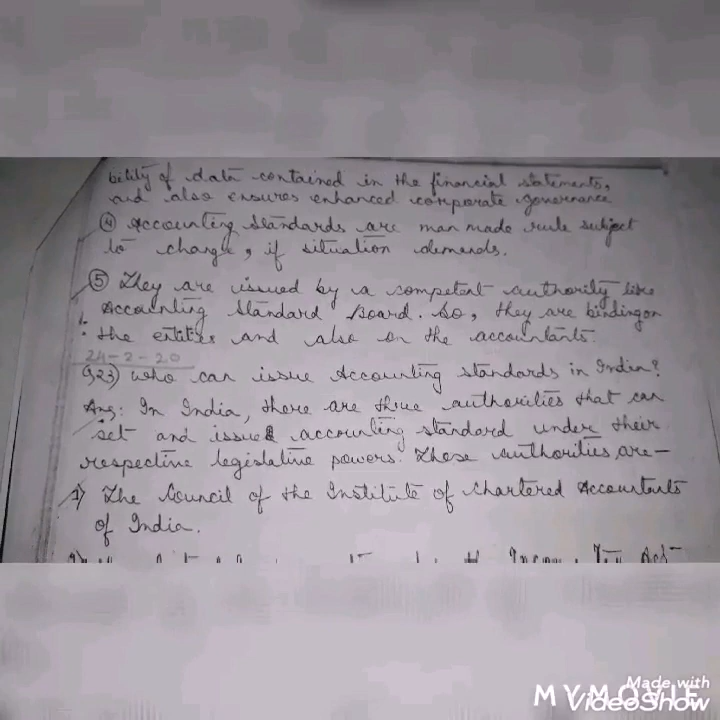 bility of data contained in the financial statements,
and also ensures enhanced corporate governance
④ Accounting Standards are man made rule subject
to change, if situation demands.
⑤ They are issued by a competent authority like
Accounting Standard Board. So, they are binding on
the entities and also on the accountants.
24-2-20
Q23) Who can issue Accounting standards in India?
Ans: In India, there are three authorities that can
set and issue accounting standard under their
respective legislative powers. These authorities are—
1) The Council of the Institute of Chartered Accountants
of India.
the Income Tax Act
Made with
MYMOVIE
VideoShow